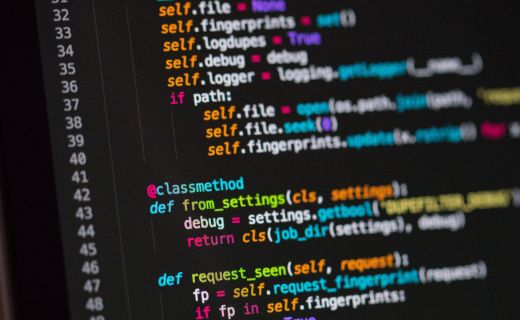 31
32 self.file = None
33 self.fingerprints = set()
34 self.logdupes = True
35 self.debug = debug
36 self.logger = logging.getLogger(__name__)
37 if path:
38 self.file = open(os.path.join(path, 'reque
39 self.file.seek(0)
40 self.fingerprints.update(x.rstrip() for
41
42 @classmethod
43 def from_settings(cls, settings):
44 debug = settings.getbool("DUPEFILTER_DEBUG")
45 return cls(job_dir(settings), debug)
46
47 def request_seen(self, request):
48 fp = self.request_fingerprint(request)
if fp in self.fingerprints:
True